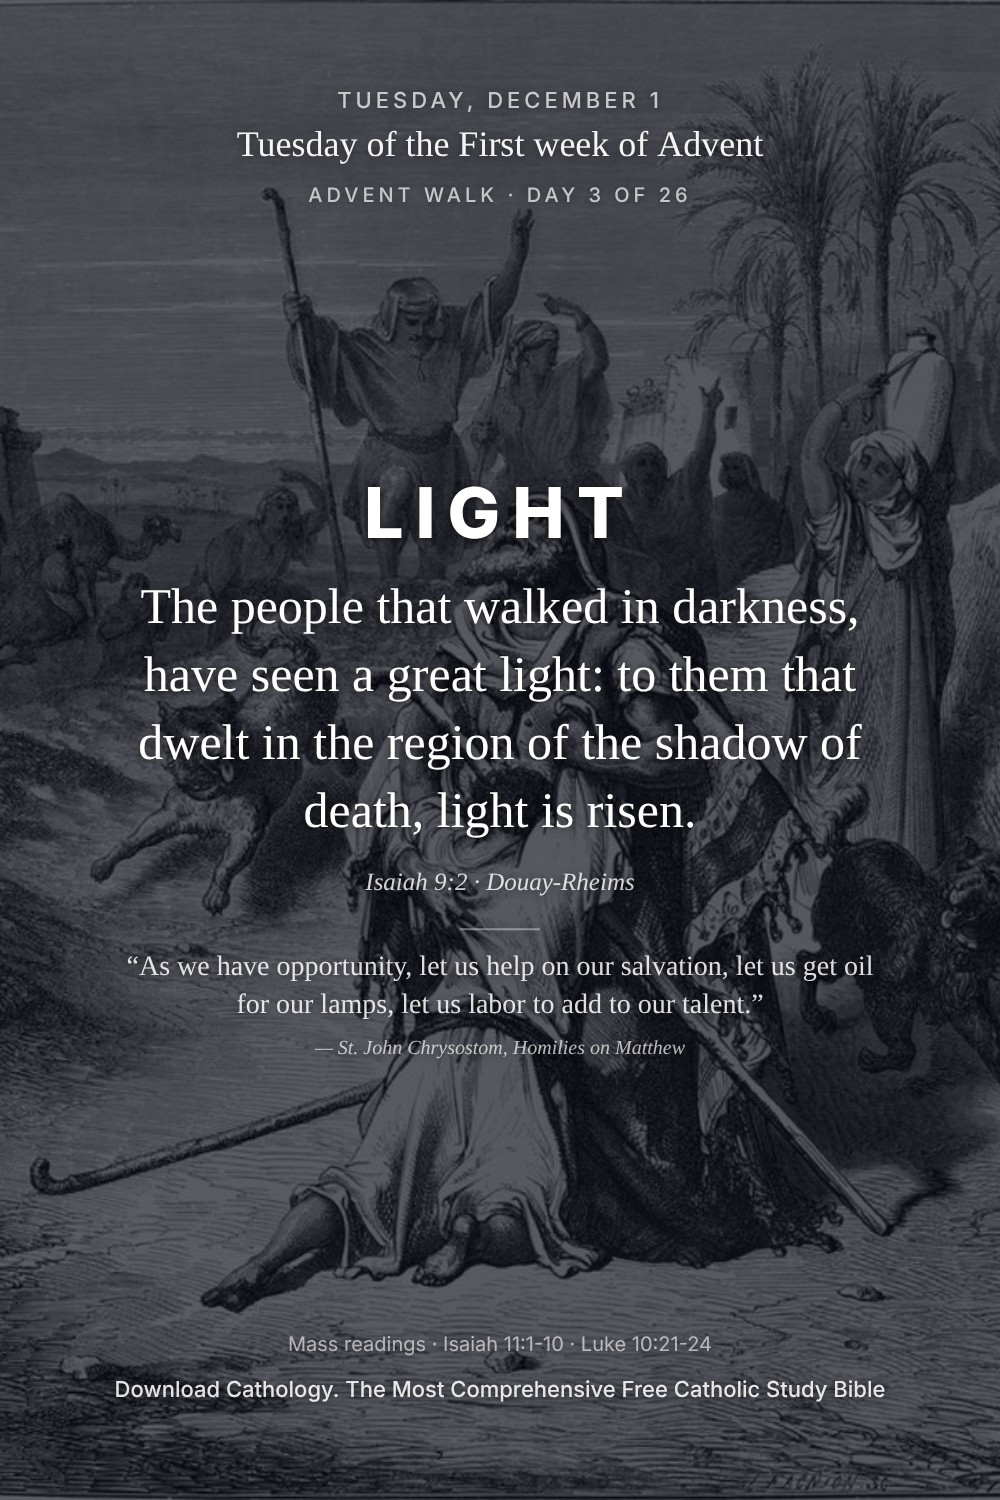 TUESDAY, DECEMBER 1
Tuesday of the First week of Advent
ADVENT WALK · DAY 3 OF 26
LIGHT
The people that walked in darkness,
have seen a great light: to them that
dwelt in the region of the shadow of
death, light is risen.
Isaiah 9:2 · Douay-Rheims
“As we have opportunity, let us help on our salvation, let us get oil
for our lamps, let us labor to add to our talent.”
— St. John Chrysostom, Homilies on Matthew
Mass readings · Isaiah 11:1-10 · Luke 10:21-24
Download Cathology. The Most Comprehensive Free Catholic Study Bible